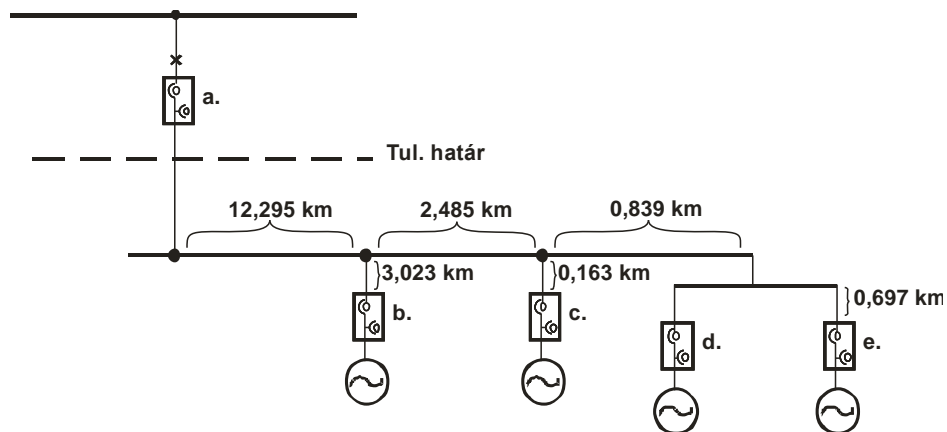 a.
Tul. határ
12,295 km
2,485 km
0,839 km
3,023 km
0,163 km
0,697 km
b.
c.
d.
e.